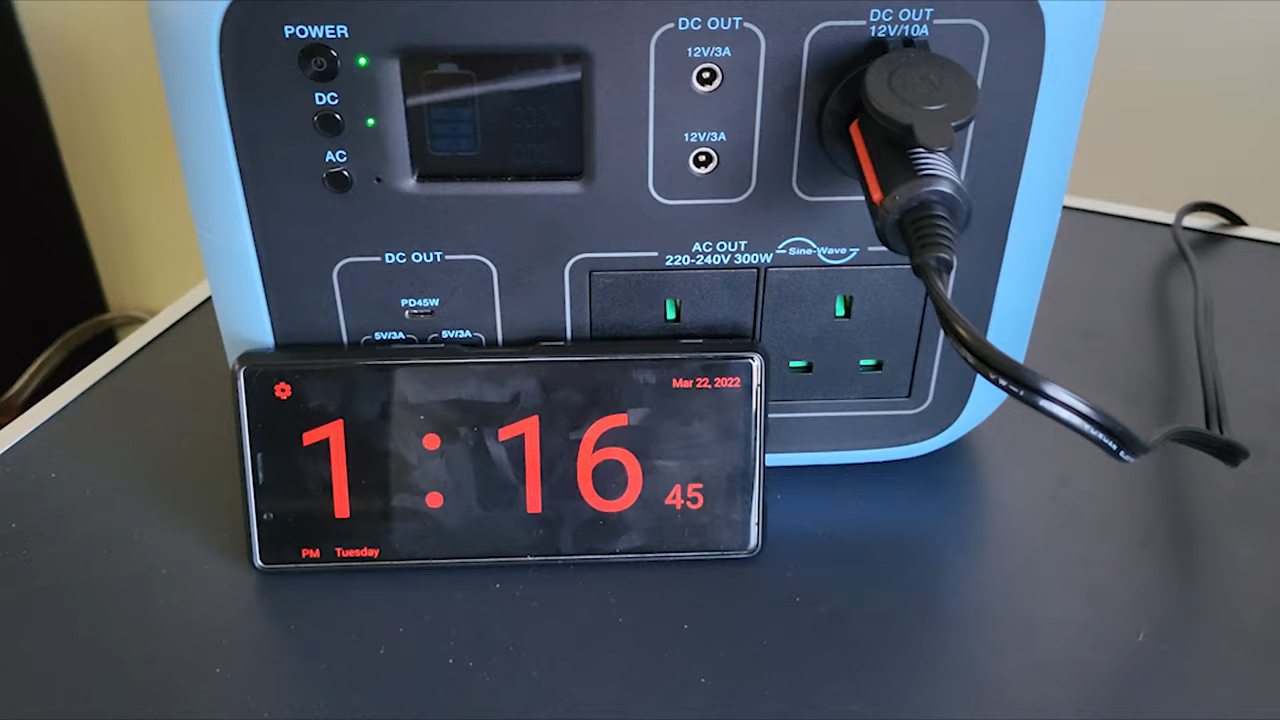 POWER
DC
AC
DC OUT
12V/3A
12V/3A
DC OUT
12V/10A
DC OUT
PD45W
5V/3A 5V/3A
AC OUT
220-240V 300W
Sine-Wave
Mar 22, 2022
1 : 16 45
PM Tuesday